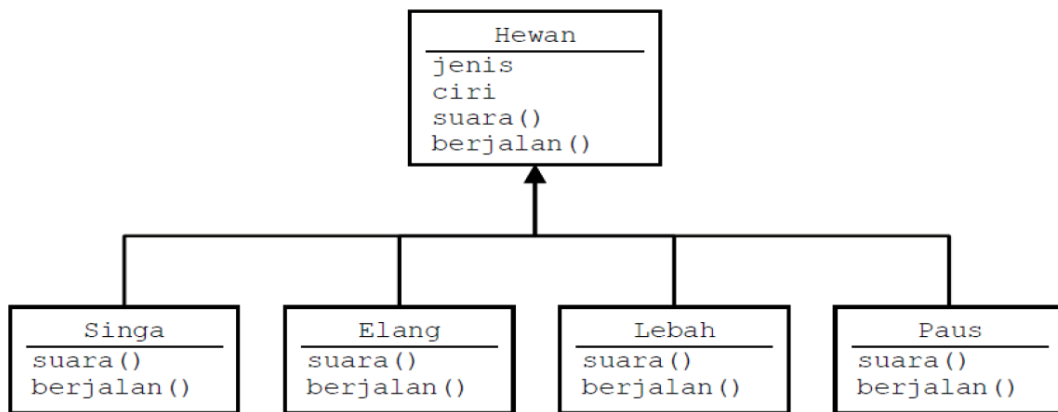 Hewan
jenis
ciri
suara()
berjalan()
Singa
suara()
berjalan()
Elang
suara()
berjalan()
Lebah
suara()
berjalan()
Paus
suara()
berjalan()